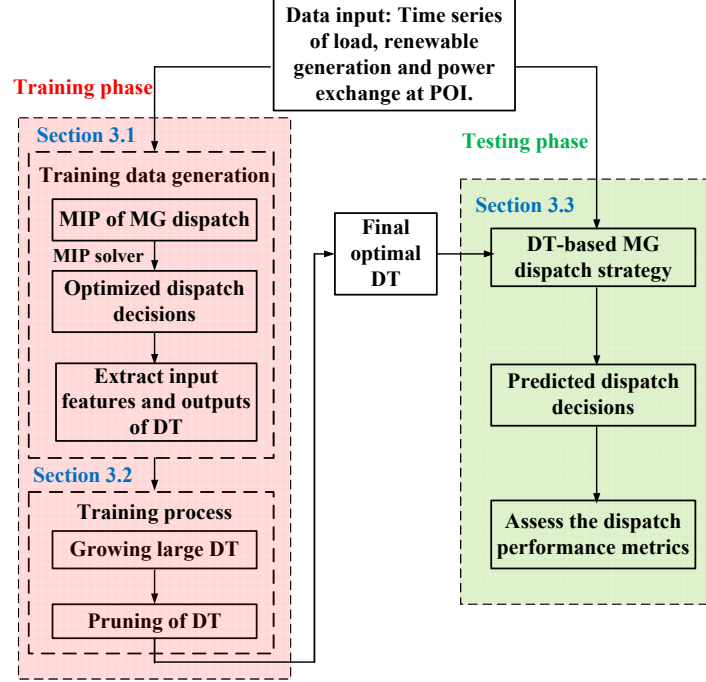 Data input: Time series
of load, renewable
generation and power
exchange at POI.
Training phase
Section 3.1
Training data generation
MIP of MG dispatch
MIP solver
Optimized dispatch
decisions
Extract input
features and outputs
of DT
Section 3.2
Training process
Growing large DT
Pruning of DT
Final
optimal
DT
Testing phase
Section 3.3
DT-based MG
dispatch strategy
Predicted dispatch
decisions
Assess the dispatch
performance metrics